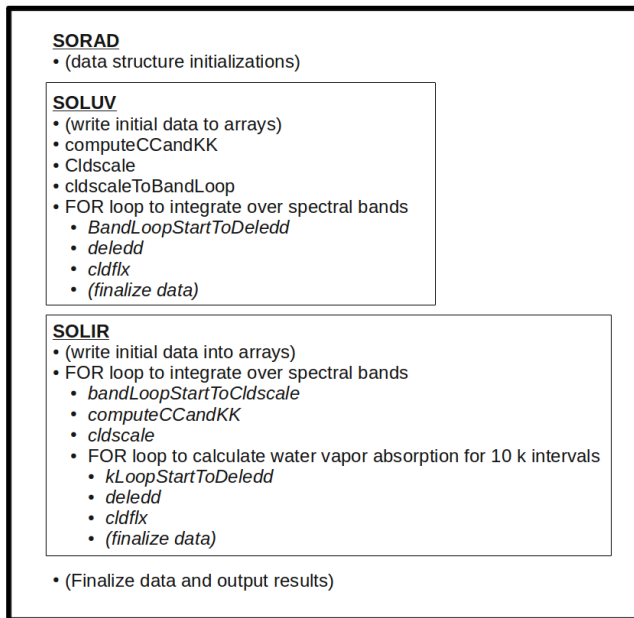 SORAD
• (data structure initializations)
SOLUV
• (write initial data to arrays)
• computeCCandKK
• Cldscale
• cldscaleToBandLoop
• FOR loop to integrate over spectral bands
• BandLoopStartToDeledd
• deledd
• cldflx
• (finalize data)
SOLIR
• (write initial data into arrays)
• FOR loop to integrate over spectral bands
• bandLoopStartToCldscale
• computeCCandKK
• cldscale
• FOR loop to calculate water vapor absorption for 10 k intervals
• kLoopStartToDeledd
• deledd
• cldflx
• (finalize data)
• (Finalize data and output results)